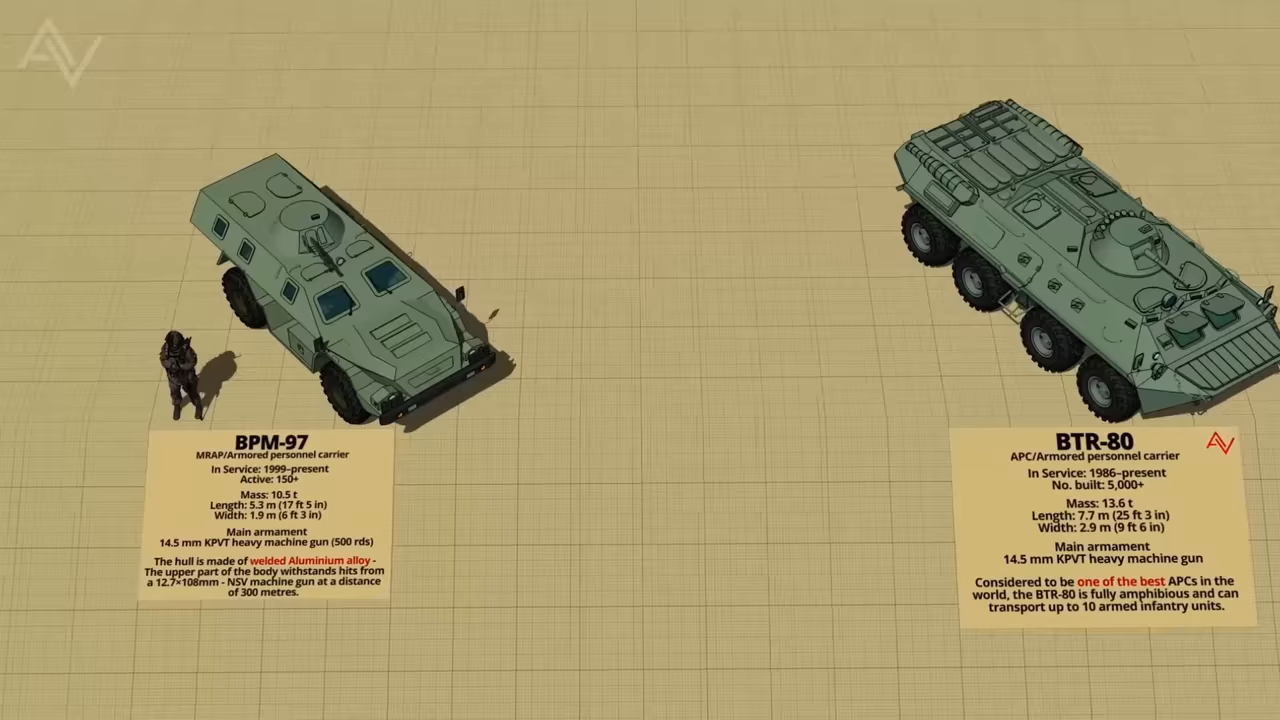 AV
BPM-97
MRAP/Armored personnel carrier
In Service: 1999–present
Active: 150+
Mass: 10.5 t
Length: 5.3 m (17 ft 5 in)
Width: 1.9 m (6 ft 3 in)
Main armament
14.5 mm KPVT heavy machine gun (500 rds)
The hull is made of welded Aluminium alloy -
The upper part of the body withstands hits from
a 12.7×108mm - NSV machine gun at a distance
of 300 metres.
BTR-80
AV
APC/Armored personnel carrier
In Service: 1986–present
No. built: 5,000+
Mass: 13.6 t
Length: 7.7 m (25 ft 3 in)
Width: 2.9 m (9 ft 6 in)
Main armament
14.5 mm KPVT heavy machine gun
Considered to be one of the best APCs in the
world, the BTR-80 is fully amphibious and can
transport up to 10 armed infantry units.